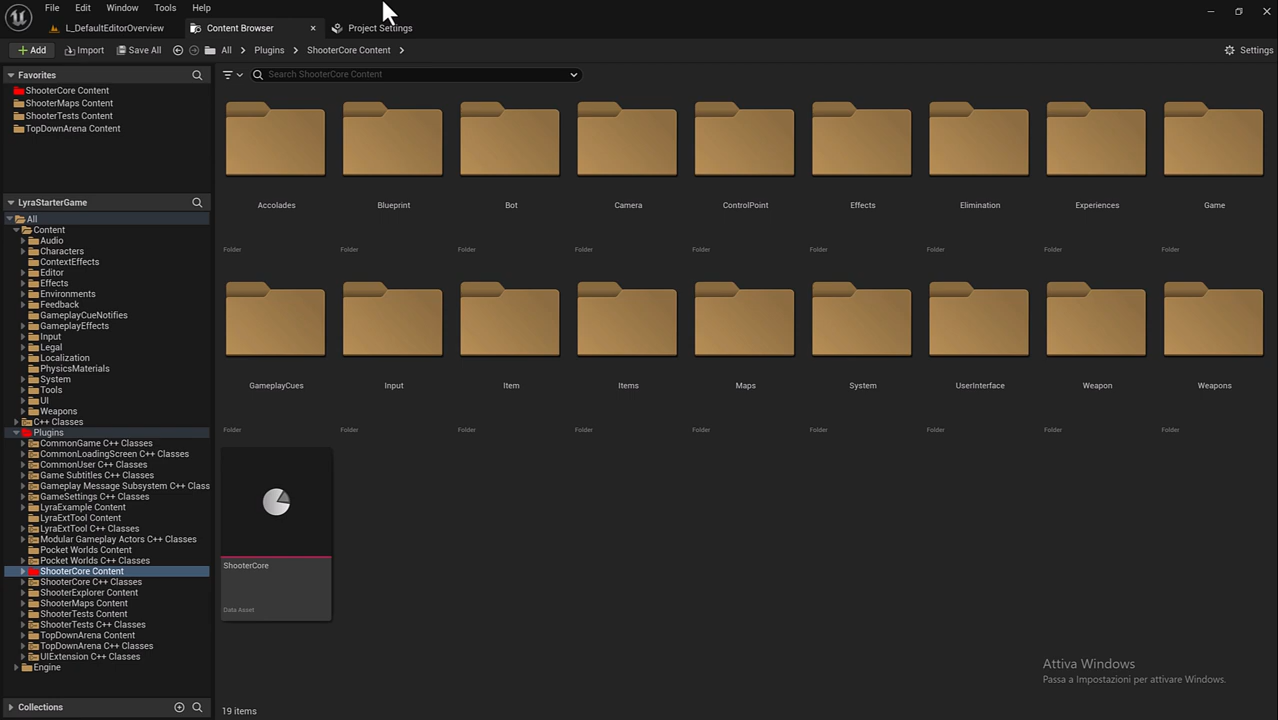 File Edit Window Tools Help
L_DefaultEditorOverview Content Browser Project Settings
Add Import Save All All Plugins ShooterCore Content Settings
Favorites
ShooterCore Content
ShooterMaps Content
ShooterTests Content
TopDownArena Content
LyraStarterGame
All
Content
Audio
Characters
ContextEffects
Editor
Effects
Environments
Feedback
GameplayCueNotifies
GameplayEffects
Input
Legal
Localization
PhysicsMaterials
System
Tools
UI
Weapons
C++ Classes
Plugins
CommonGame C++ Classes
CommonLoadingScreen C++ Classes
CommonUser C++ Classes
Game Subtitles C++ Classes
Gameplay Message Subsystem C++ Class
GameSettings C++ Classes
LyraExample Content
LyraExtTool Content
LyraExtTool C++ Classes
Modular Gameplay Actors C++ Classes
Pocket Worlds Content
Pocket Worlds C++ Classes
ShooterCore Content
ShooterCore C++ Classes
ShooterExplorer Content
ShooterMaps Content
ShooterTests Content
ShooterTests C++ Classes
TopDownArena Content
TopDownArena C++ Classes
UIExtension C++ Classes
Engine
Collections
Search ShooterCore Content
Accolades Blueprint Bot Camera ControlPoint Effects Elimination Experiences Game
Folder Folder Folder Folder Folder Folder Folder Folder Folder
GameplayCues Input Item Items Maps System UserInterface Weapon Weapons
Folder Folder Folder Folder Folder Folder Folder Folder Folder
ShooterCore
Data Asset
Attiva Windows
Passa a Impostazioni per attivare Windows.
19 items